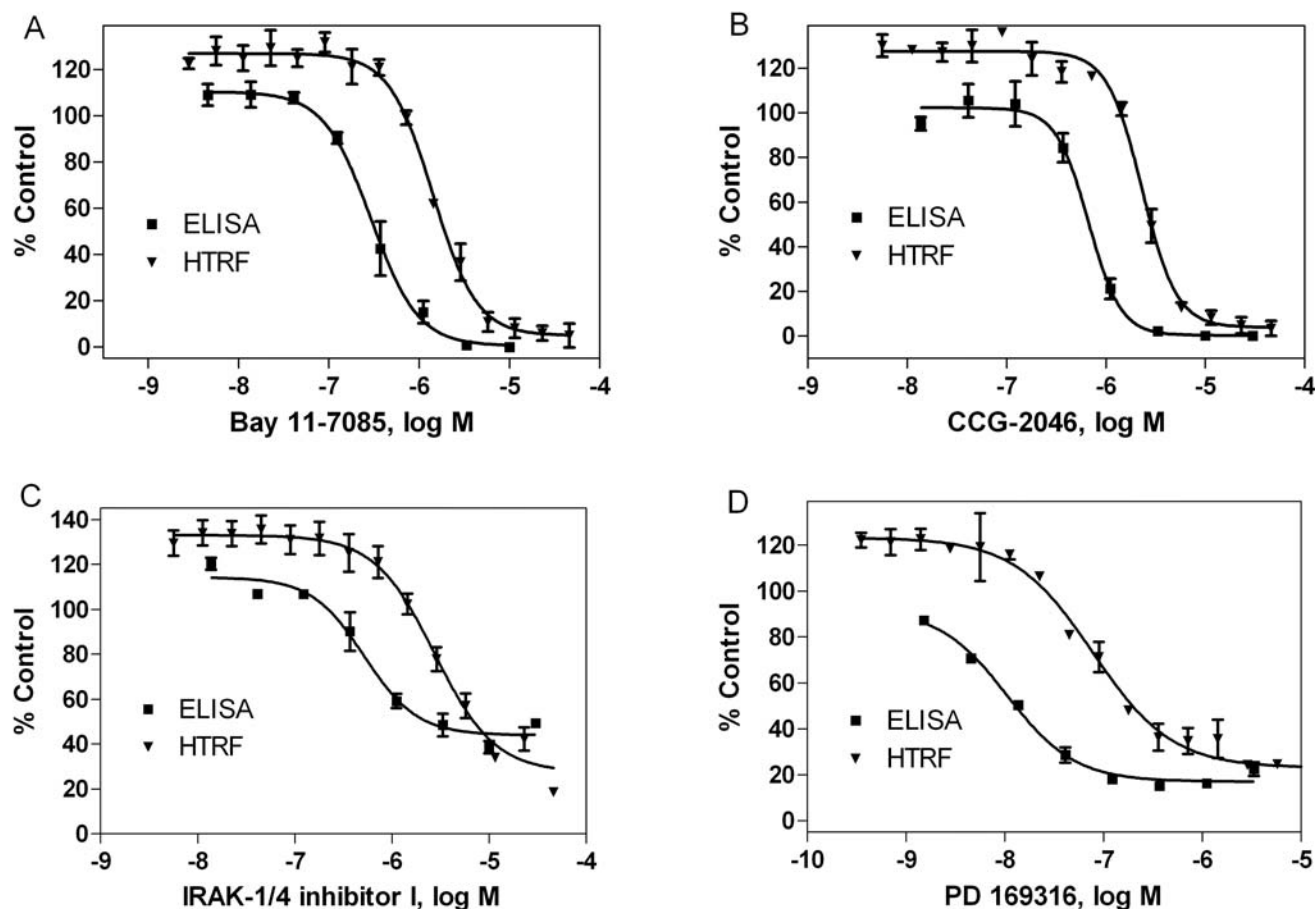 A
% Control
120
100
80
60
40
20
0
ELISA
HTRF
-9 -8 -7 -6 -5 -4
Bay 11-7085, log M
B
% Control
120
100
80
60
40
20
0
ELISA
HTRF
-9 -8 -7 -6 -5 -4
CCG-2046, log M
C
% Control
140
120
100
80
60
40
20
0
ELISA
HTRF
-9 -8 -7 -6 -5 -4
IRAK-1/4 inhibitor I, log M
D
% Control
120
100
80
60
40
20
0
ELISA
HTRF
-10 -9 -8 -7 -6 -5
PD 169316, log M